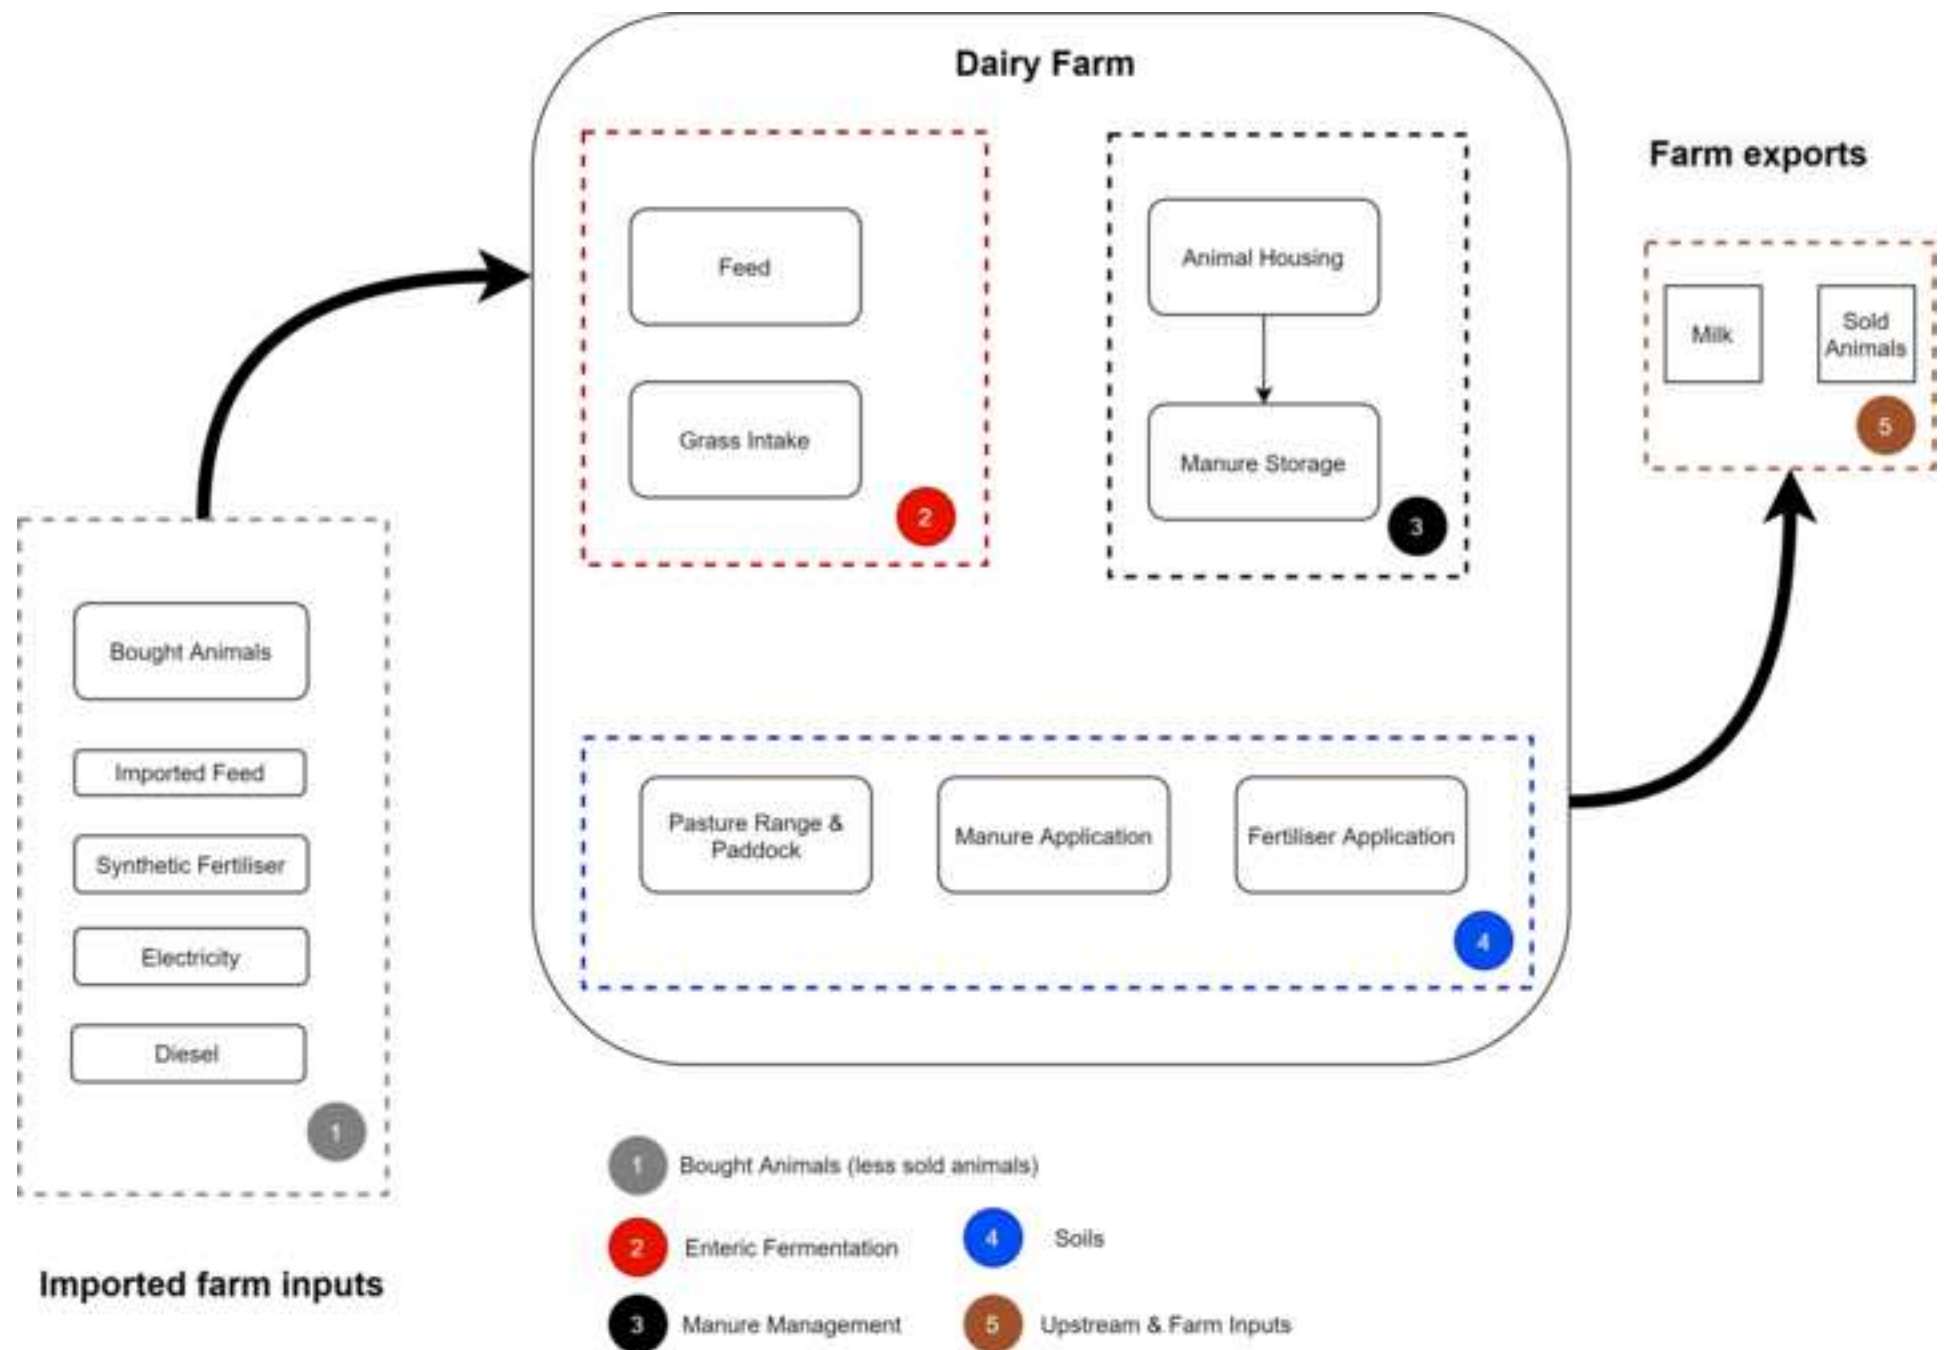 Dairy Farm
Feed
Grass Intake
2
Animal Housing
Manure Storage
3
Farm exports
Milk
Sold
Animals
5
Bought Animals
Imported Feed
Synthetic Fertiliser
Electricity
Diesel
1
Imported farm inputs
Pasture Range &
Paddock
Manure Application
Fertiliser Application
4
1 Bought Animals (less sold animals)
2 Enteric Fermentation
3 Manure Management
4 Soils
5 Upstream & Farm Inputs